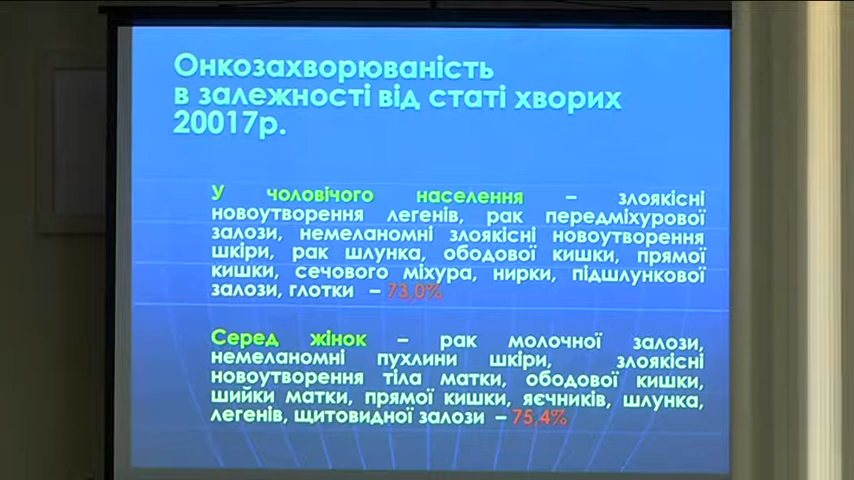 Онкозахворюваність
в залежності від статі хворих
20017р.
У чоловічого населення – злоякісні
новоутворення легенів, рак передміхурової
залози, немеланомні злоякісні новоутворення
шкіри, рак шлунка, ободової кишки, прямої
кишки, сечового міхура, нирки, підшлункової
залози, глотки – 73,0%
Серед жінок – рак молочної залози,
немеланомні пухлини шкіри, злоякісні
новоутворення тіла матки, ободової кишки,
шийки матки, прямої кишки, яєчників, шлунка,
легенів, щитовидної залози – 75,4%